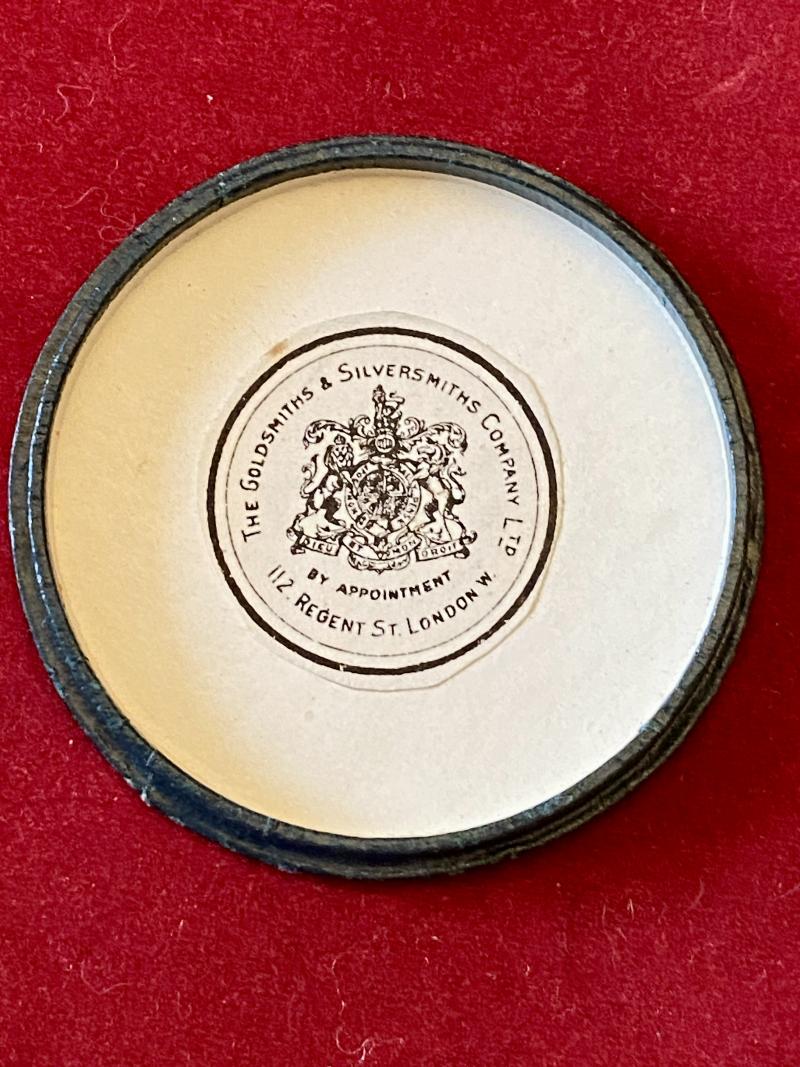 THE GOLDSMITHS & SILVERSMITHS COMPANY LTD
DIEU ET MON DROIT
BY APPOINTMENT
112, REGENT ST. LONDON W.